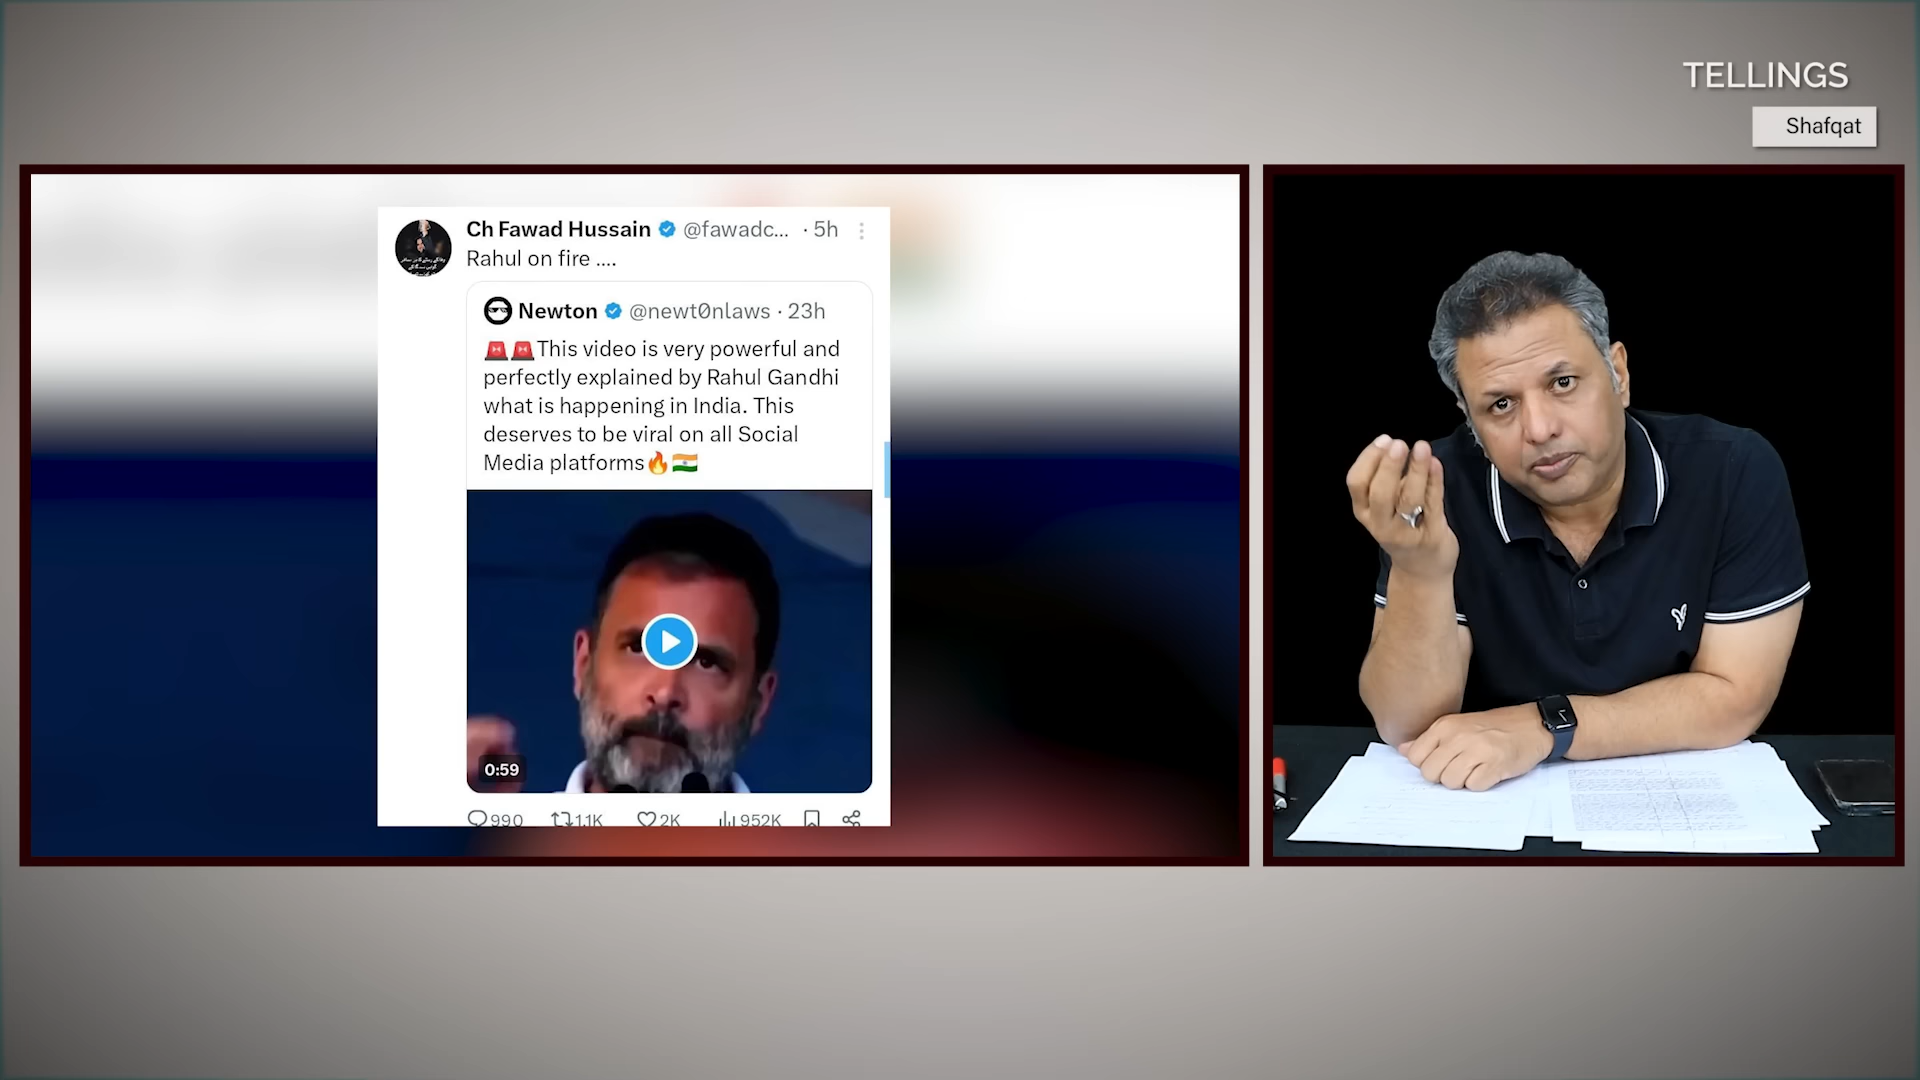 TELLINGS
Shafqat
Ch Fawad Hussain @fawadc... · 5h
Rahul on fire ....
Newton @newt0nlaws · 23h
🚨🚨This video is very powerful and
perfectly explained by Rahul Gandhi
what is happening in India. This
deserves to be viral on all Social
Media platforms🔥🇮🇳
0:59
990 1.1K 2K 952K